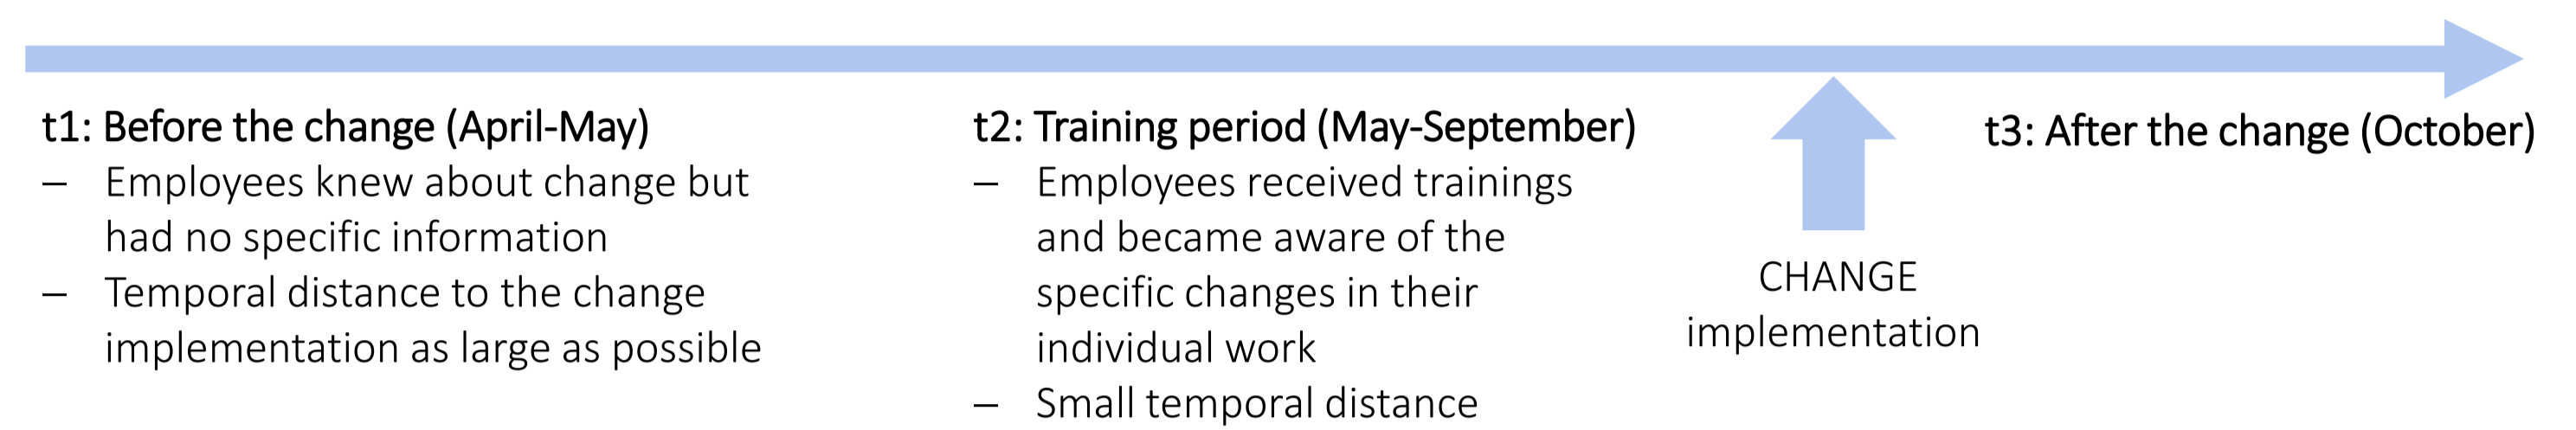 t1: Before the change (April-May)
– Employees knew about change but
had no specific information
– Temporal distance to the change
implementation as large as possible
t2: Training period (May-September)
– Employees received trainings
and became aware of the
specific changes in their
individual work
– Small temporal distance
CHANGE
implementation
t3: After the change (October)